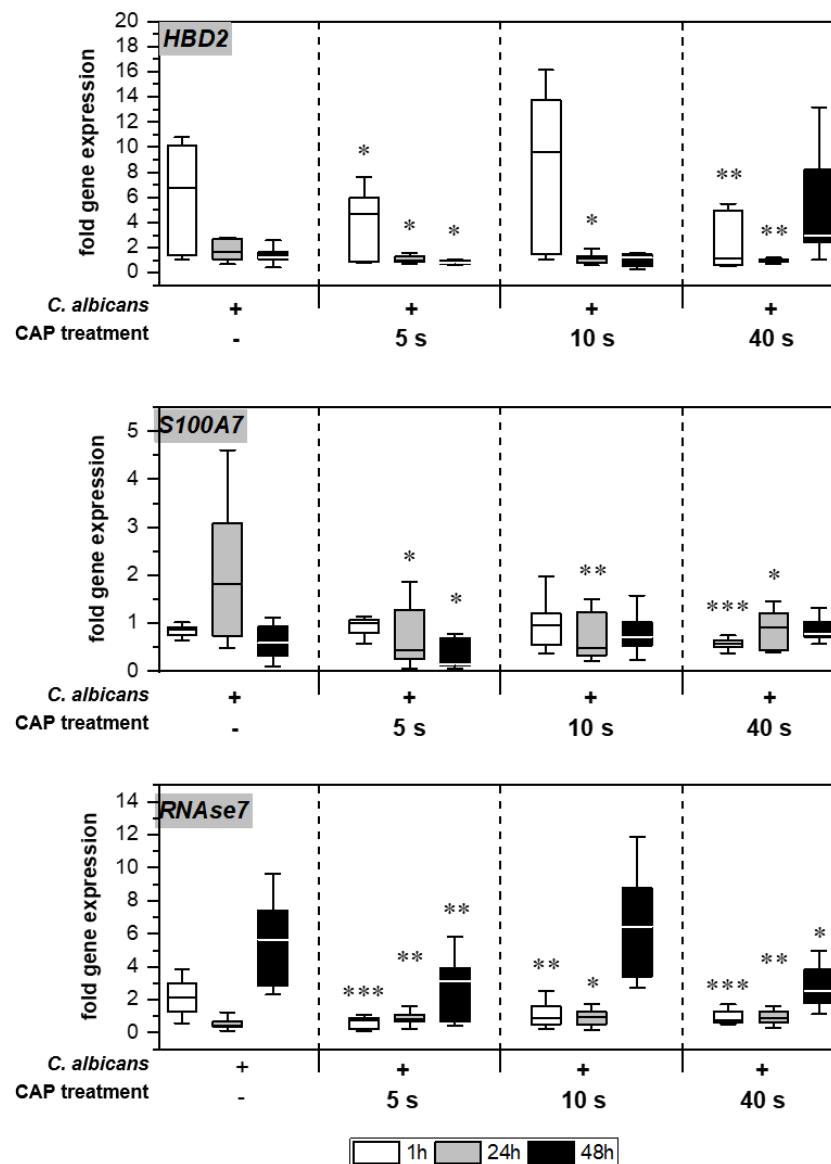 HBD2
fold gene expression
20
18
16
14
12
10
8
6
4
2
0
* * * * ** **
C. albicans + + + +
CAP treatment - 5 s 10 s 40 s
S100A7
fold gene expression
5
4
3
2
1
0
* * ** *** *
C. albicans + + + +
CAP treatment - 5 s 10 s 40 s
RNAse7
fold gene expression
14
12
10
8
6
4
2
0
*** ** ** ** * *** ** *
C. albicans + + + +
CAP treatment - 5 s 10 s 40 s
1h 24h 48h